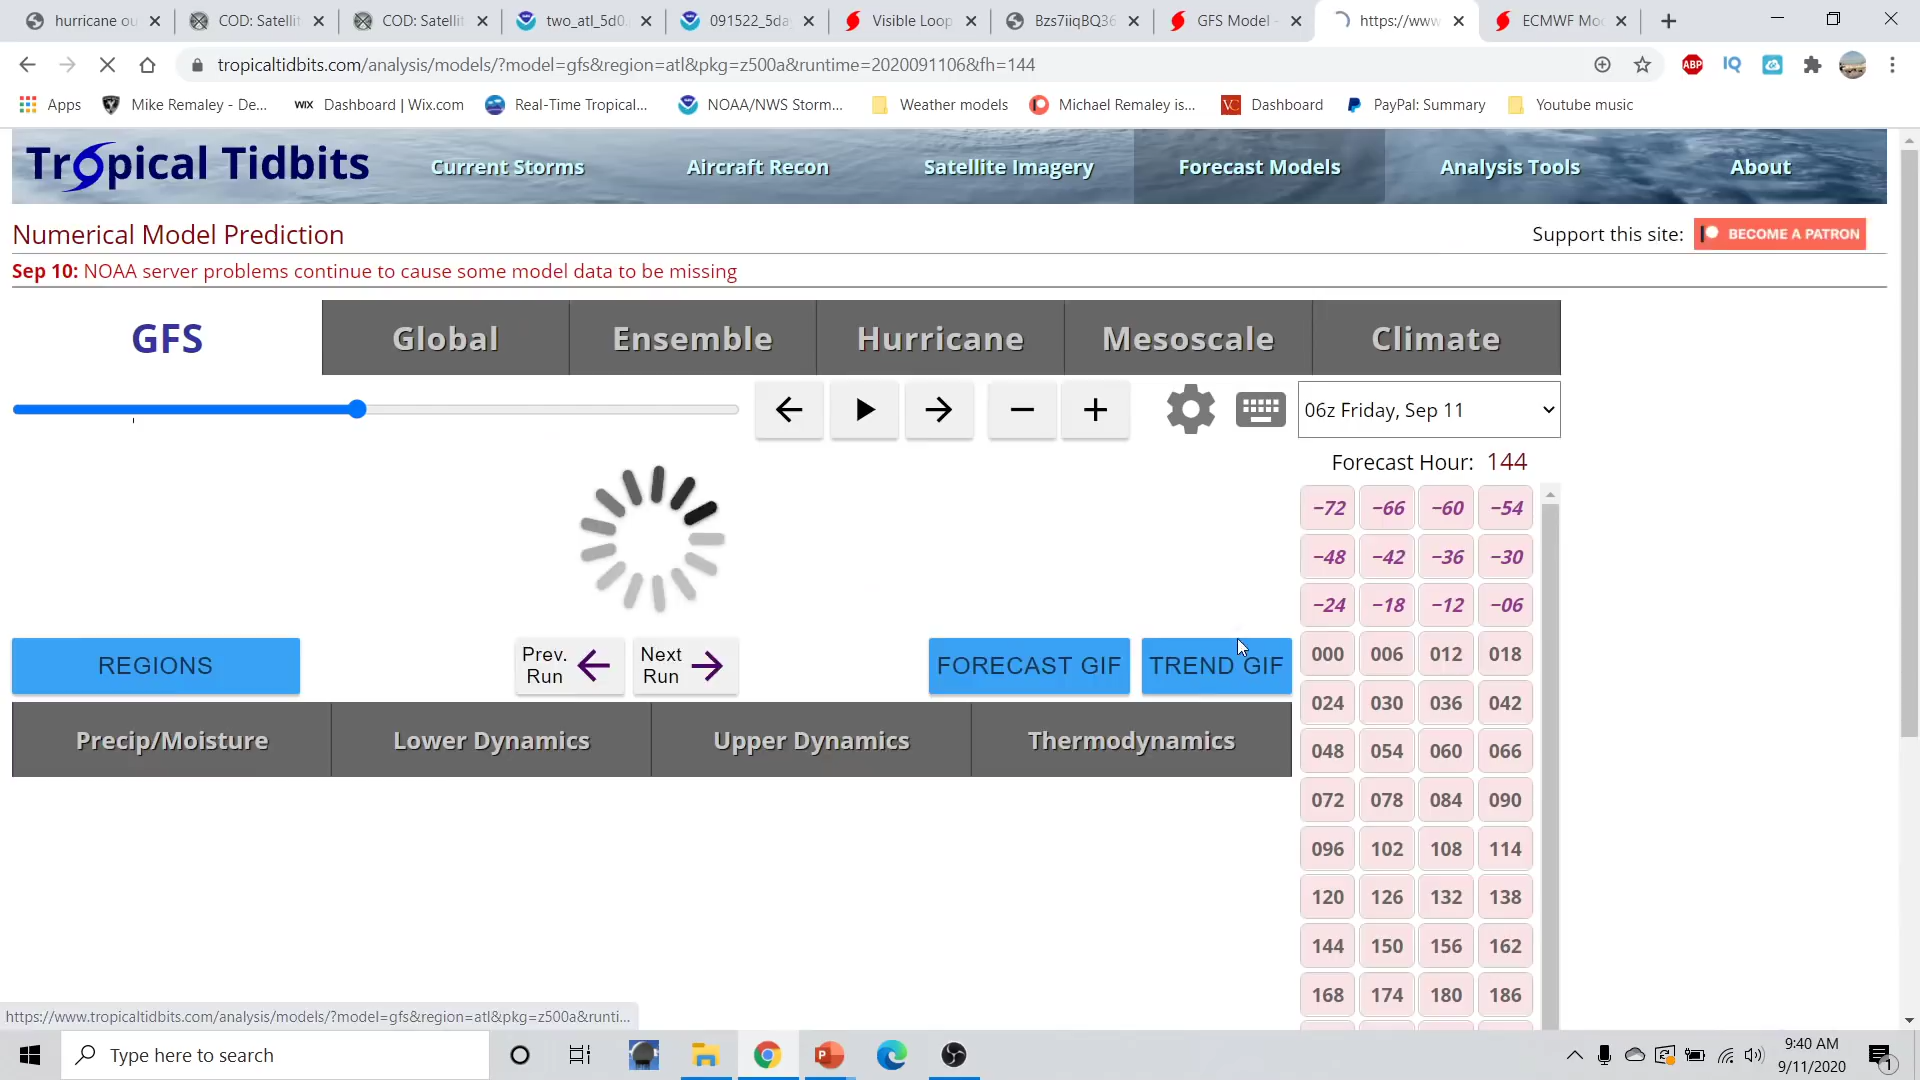 hurricane ou
COD: Satellit
COD: Satellit
two_atl_5d0.
091522_5da
Visible Loop
Bzs7iiqBQ36
GFS Model -
https://www
ECMWF Mod
tropicaltidbits.com/analysis/models/?model=gfs&region=atl&pkg=z500a&runtime=2020091106&fh=144
ABP
IQ
Apps
Mike Remaley - De...
WIX Dashboard | Wix.com
Real-Time Tropical...
NOAA/NWS Storm...
Weather models
Michael Remaley is...
VC Dashboard
PayPal: Summary
Youtube music
Tropical Tidbits
Current Storms
Aircraft Recon
Satellite Imagery
Forecast Models
Analysis Tools
About
Numerical Model Prediction
Support this site:
BECOME A PATRON
Sep 10: NOAA server problems continue to cause some model data to be missing
GFS
Global
Ensemble
Hurricane
Mesoscale
Climate
06z Friday, Sep 11
Forecast Hour: 144
−72 −66 −60 −54
−48 −42 −36 −30
−24 −18 −12 −06
000 006 012 018
024 030 036 042
048 054 060 066
072 078 084 090
096 102 108 114
120 126 132 138
144 150 156 162
168 174 180 186
REGIONS
Prev. Run
Next Run
FORECAST GIF
TREND GIF
Precip/Moisture
Lower Dynamics
Upper Dynamics
Thermodynamics
https://www.tropicaltidbits.com/analysis/models/?model=gfs&region=atl&pkg=z500a&runti...
Type here to search
9:40 AM
9/11/2020
1